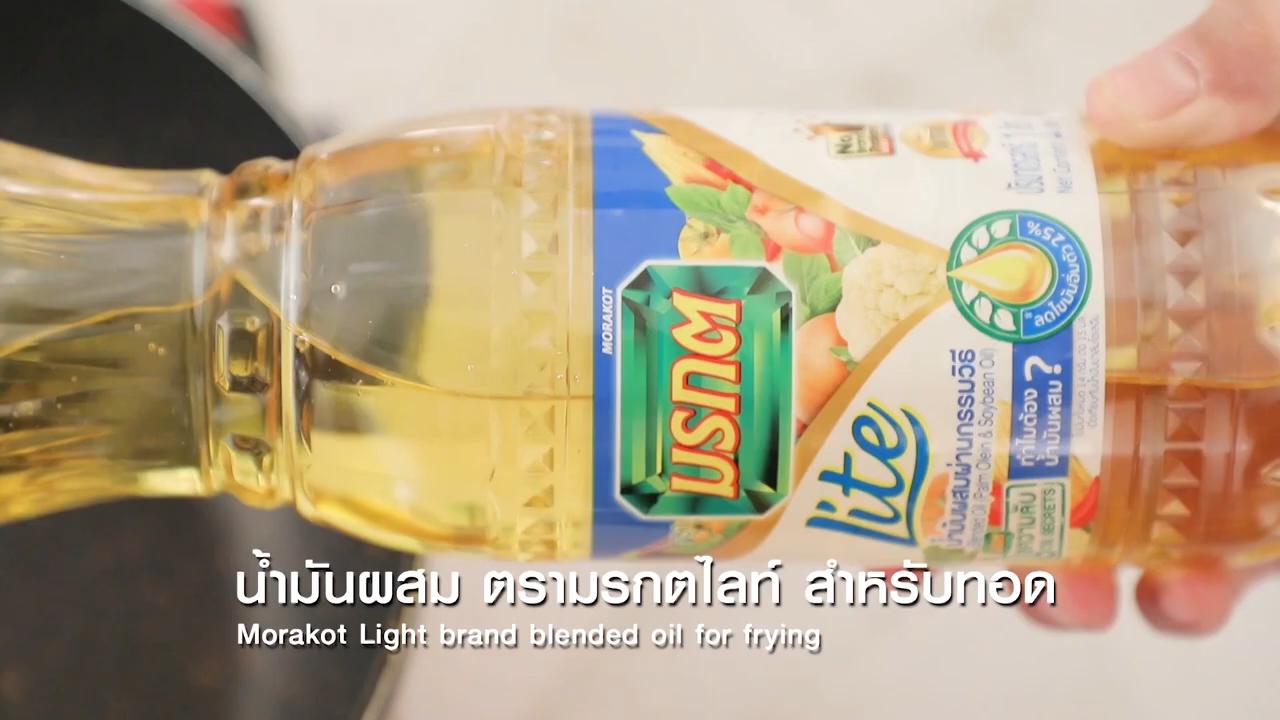 MORAKOT
มรกต
lite
น้ำมันผสมผ่านกรรมวิธี
Blended Oil (Palm Olein & Soybean Oil)
*ลดไขมันอิ่มตัว 25%
ทำไมต้อง
น้ำมันผสม?
No
น้ำมันผสม ตรามรกตไลท์ สำหรับทอด
Morakot Light brand blended oil for frying